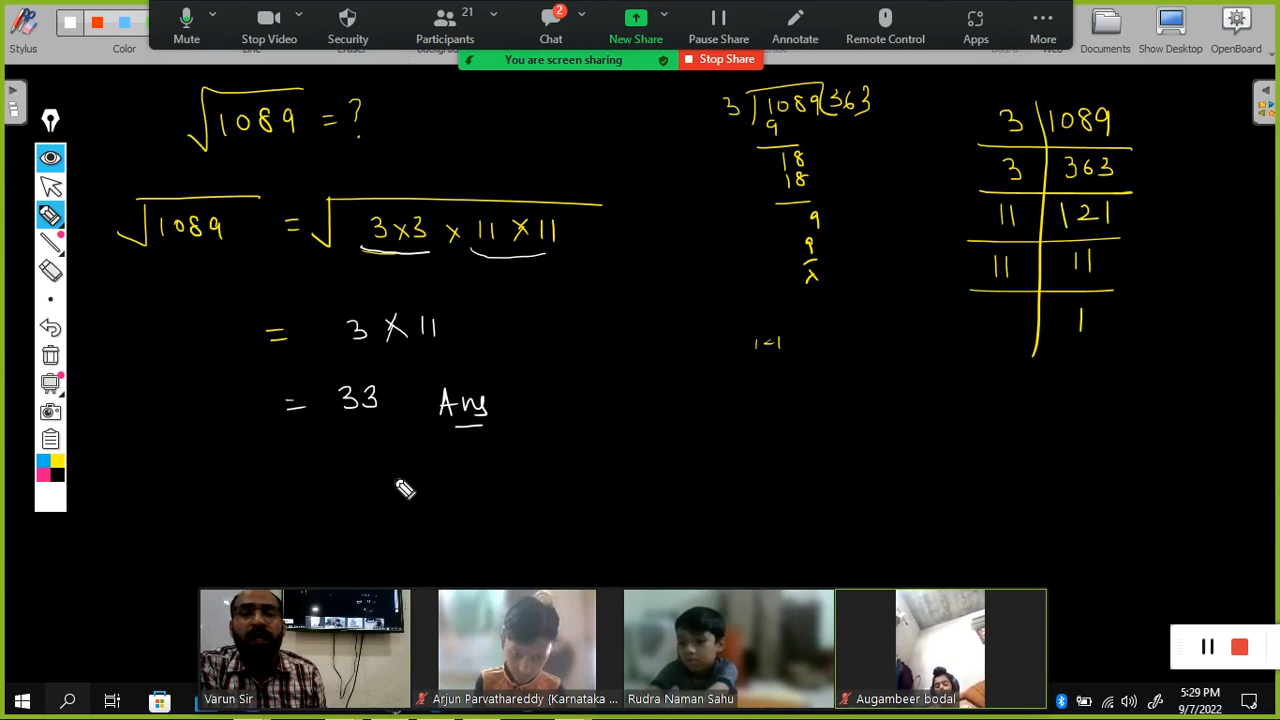 Stylus
Color
Mute
Stop Video
Security
Participants
21
Chat
2
New Share
Pause Share
Annotate
Remote Control
Apps
More
Documents
Show Desktop
OpenBoard
You are screen sharing
Stop Share
√1089 = ?
√1089 = √3×3 × 11×11
= 3 × 11
= 33 Ans
3 ) 1089 ( 363
9
18
18
9
9
x
3 | 1089
3 | 363
11 | 121
11 | 11
1
Varun Sir
Arjun Parvathareddy (Karnataka ...
Rudra Naman Sahu
Augambeer bodal
5:29 PM
9/7/2022